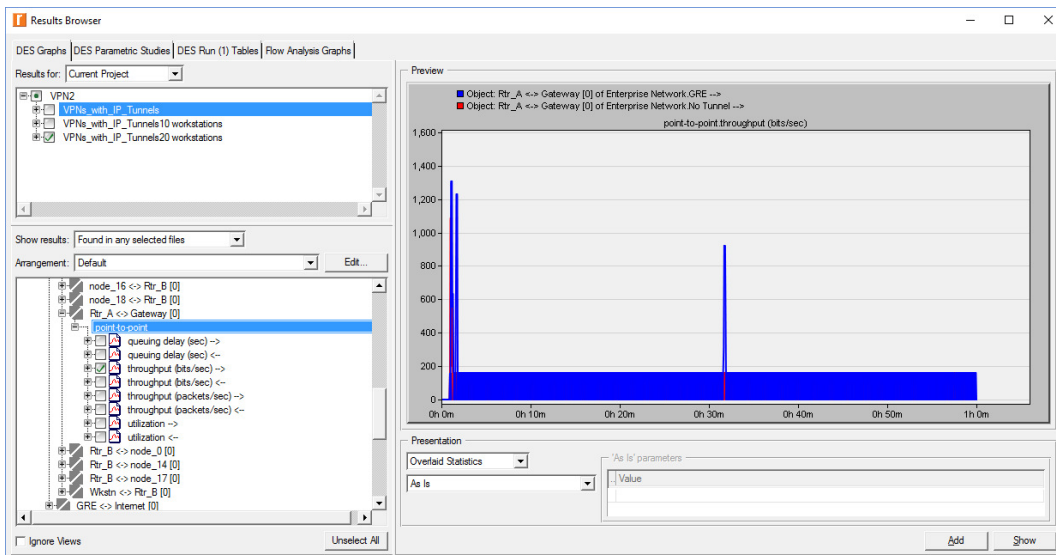 Results Browser
DES Graphs DES Parametric Studies DES Run (1) Tables Flow Analysis Graphs
Results for: Current Project
VPN2
VPNs_with_IP_Tunnels
VPNs_with_IP_Tunnels10 workstations
VPNs_with_IP_Tunnels20 workstations
Show results: Found in any selected files
Arrangement: Default Edit...
node_16 <-> Rtr_B [0]
node_18 <-> Rtr_B [0]
Rtr_A <-> Gateway [0]
point-to-point
queuing delay (sec) -->
queuing delay (sec) <--
throughput (bits/sec) -->
throughput (bits/sec) <--
throughput (packets/sec) -->
throughput (packets/sec) <--
utilization -->
utilization <--
Rtr_B <-> node_0 [0]
Rtr_B <-> node_14 [0]
Rtr_B <-> node_17 [0]
Wkstn <-> Rtr_B [0]
GRE <-> Internet [0]
Ignore Views Unselect All
Preview
Object: Rtr_A <-> Gateway [0] of Enterprise Network.GRE -->
Object: Rtr_A <-> Gateway [0] of Enterprise Network.No Tunnel -->
point-to-point.throughput (bits/sec)
1,600
1,400
1,200
1,000
800
600
400
200
0
0h 0m 0h 10m 0h 20m 0h 30m 0h 40m 0h 50m 1h 0m
Presentation
Overlaid Statistics
As Is
'As Is' parameters
... Value
Add Show